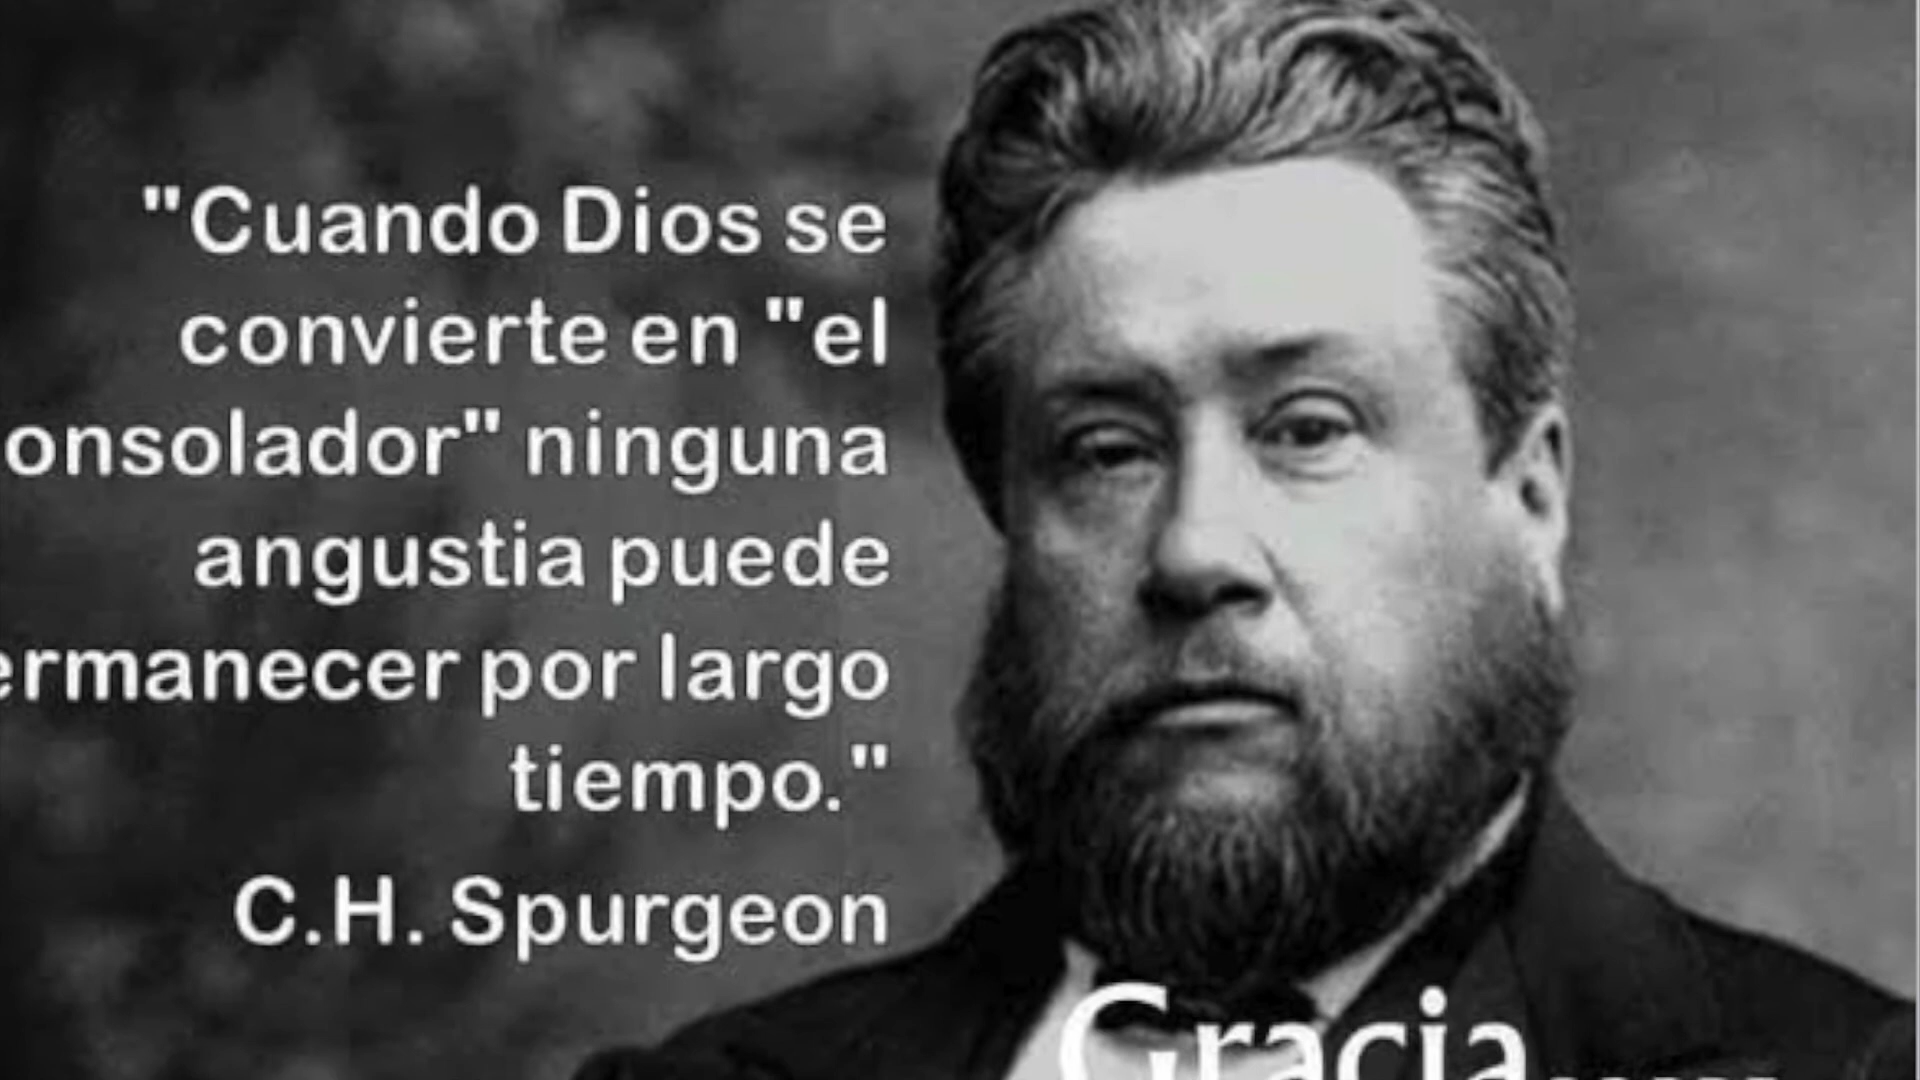 "Cuando Dios se
convierte en "el
onsolador" ninguna
angustia puede
ermanecer por largo
tiempo."
C.H. Spurgeon
Gracia